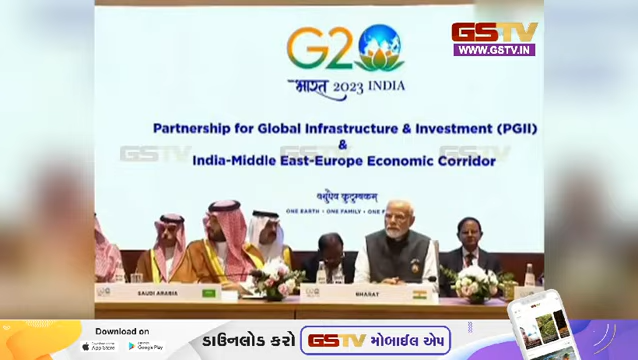 GSTV
WWW.GSTV.IN
G20
भारत 2023 INDIA
Partnership for Global Infrastructure & Investment (PGII)
&
India-Middle East-Europe Economic Corridor
GSTV
GSTV
वसुधैव कुटुम्बकम्
ONE EARTH • ONE FAMILY • ONE
SAUDI ARABIA
BHARAT
Download on
App Store
Google Play
ડાઉનલોડ કરો GSTV મોબાઈલ એપ